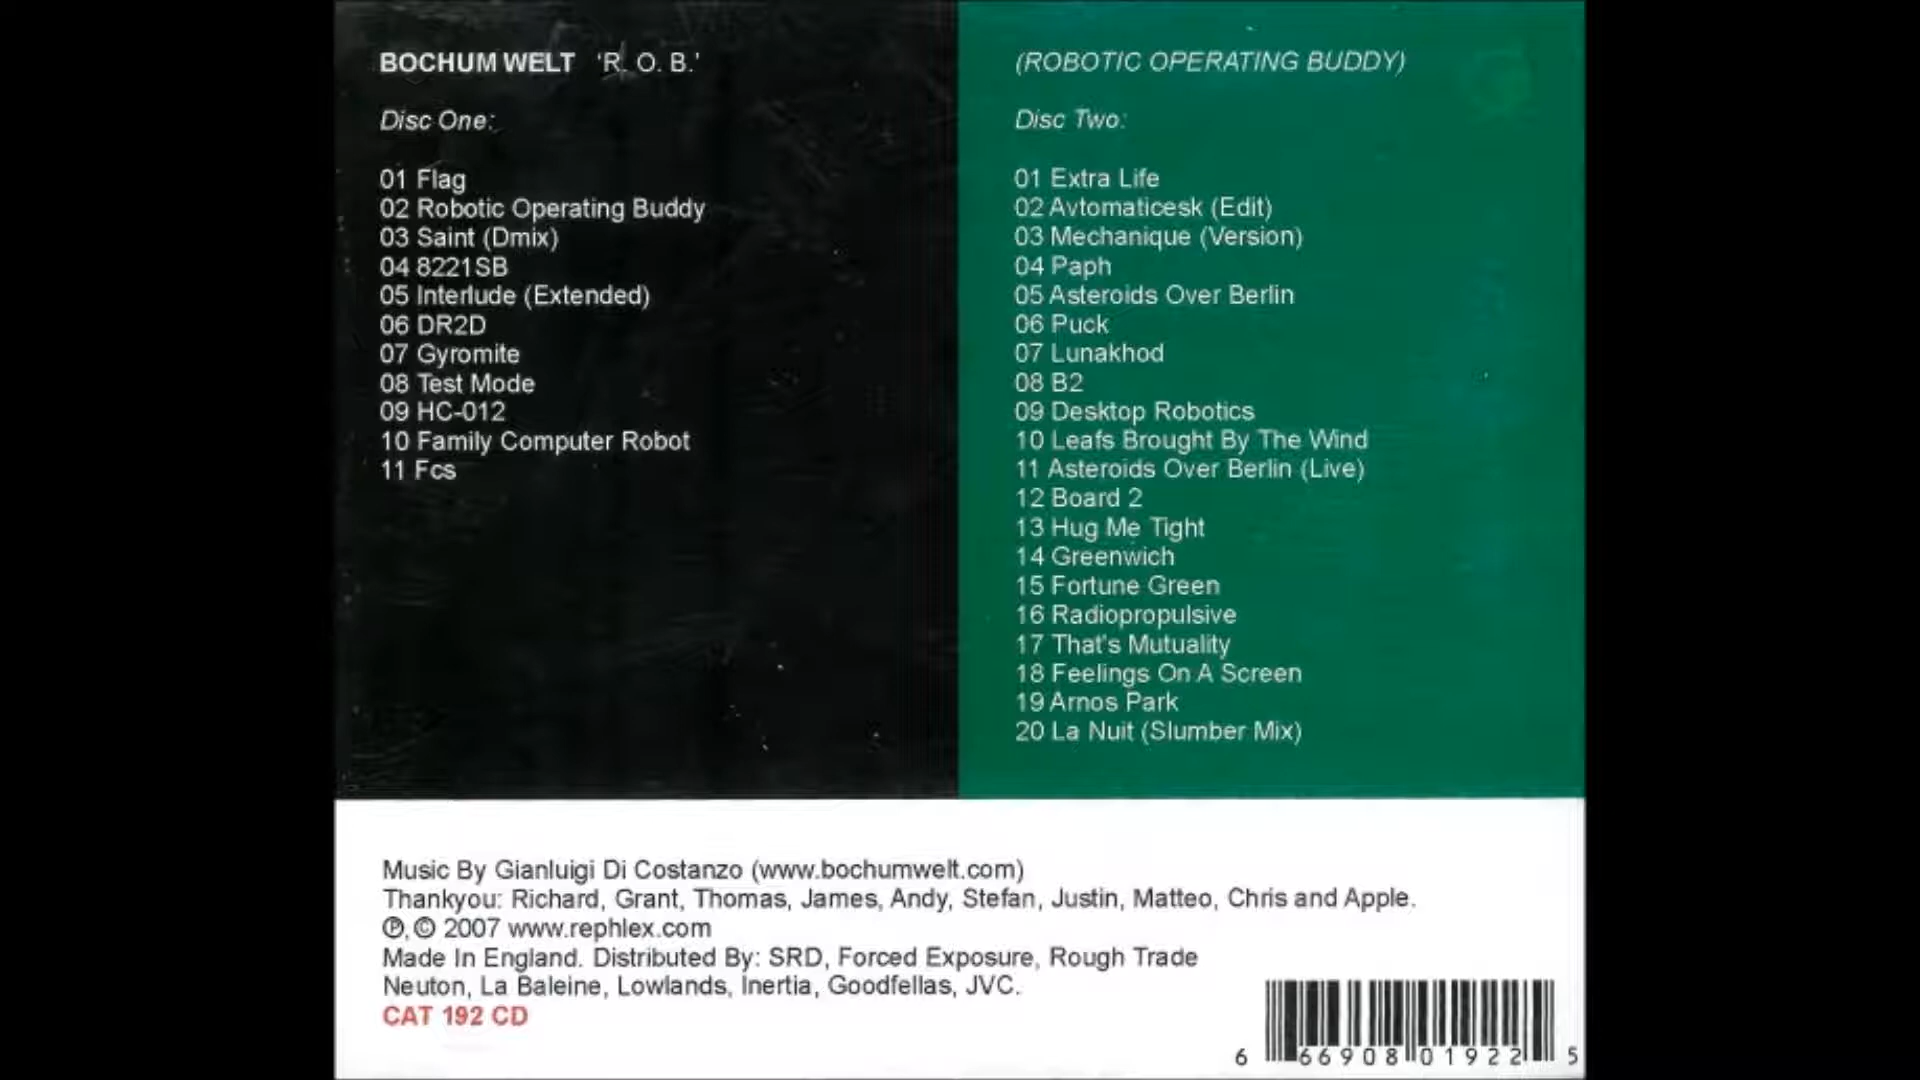 BOCHUM WELT 'R. O. B.'
Disc One:
01 Flag
02 Robotic Operating Buddy
03 Saint (Dmix)
04 8221SB
05 Interlude (Extended)
06 DR2D
07 Gyromite
08 Test Mode
09 HC-012
10 Family Computer Robot
11 Fcs
(ROBOTIC OPERATING BUDDY)
Disc Two:
01 Extra Life
02 Avtomaticesk (Edit)
03 Mechanique (Version)
04 Paph
05 Asteroids Over Berlin
06 Puck
07 Lunakhod
08 B2
09 Desktop Robotics
10 Leafs Brought By The Wind
11 Asteroids Over Berlin (Live)
12 Board 2
13 Hug Me Tight
14 Greenwich
15 Fortune Green
16 Radiopropulsive
17 That's Mutuality
18 Feelings On A Screen
19 Arnos Park
20 La Nuit (Slumber Mix)
Music By Gianluigi Di Costanzo (www.bochumwelt.com)
Thankyou: Richard, Grant, Thomas, James, Andy, Stefan, Justin, Matteo, Chris and Apple.
℗,© 2007 www.rephlex.com
Made In England. Distributed By: SRD, Forced Exposure, Rough Trade
Neuton, La Baleine, Lowlands, Inertia, Goodfellas, JVC.
CAT 192 CD
6 66908 01922 5